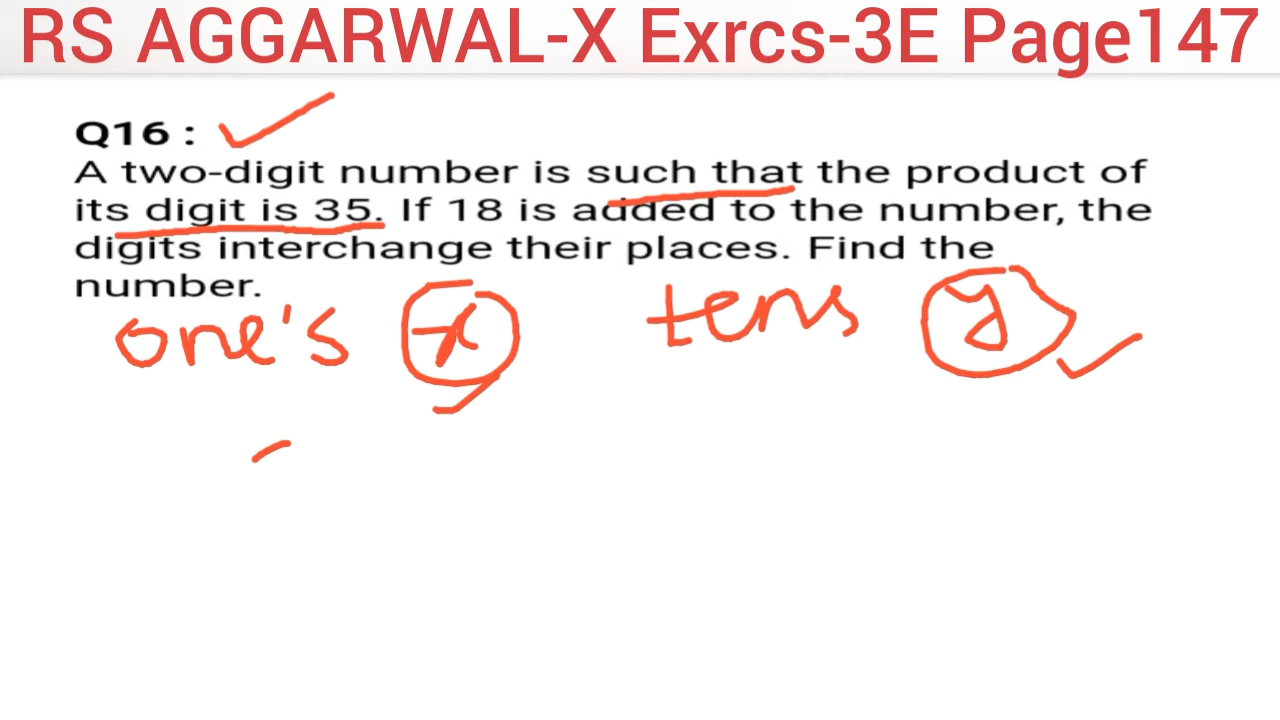 RS AGGARWAL-X Exrcs-3E Page147
Q16 :
A two-digit number is such that the product of
its digit is 35. If 18 is added to the number, the
digits interchange their places. Find the
number.
one's x tens y